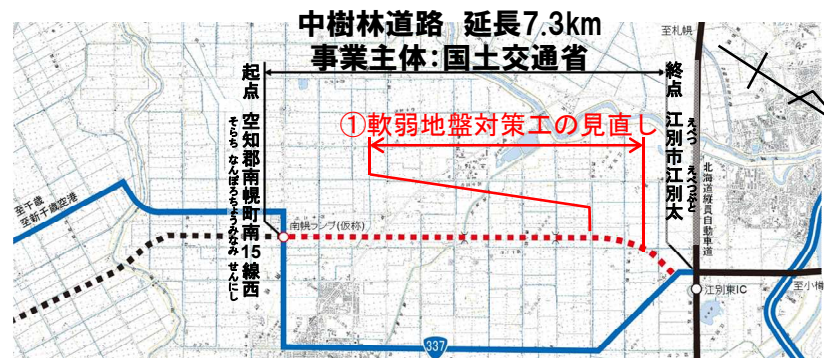 中樹林道路 延長7.3km
事業主体:国土交通省
至札幌
起点 空知郡南幌町南15線西
そらち なんぽろちょうみなみ せんにし
①軟弱地盤対策工の見直し
終点 江別市江別太
えべつ えべつぶと
北海道縦貫自動車道
至千歳
至新千歳空港
南幌ランプ(仮称)
江別東IC
至小樽
337